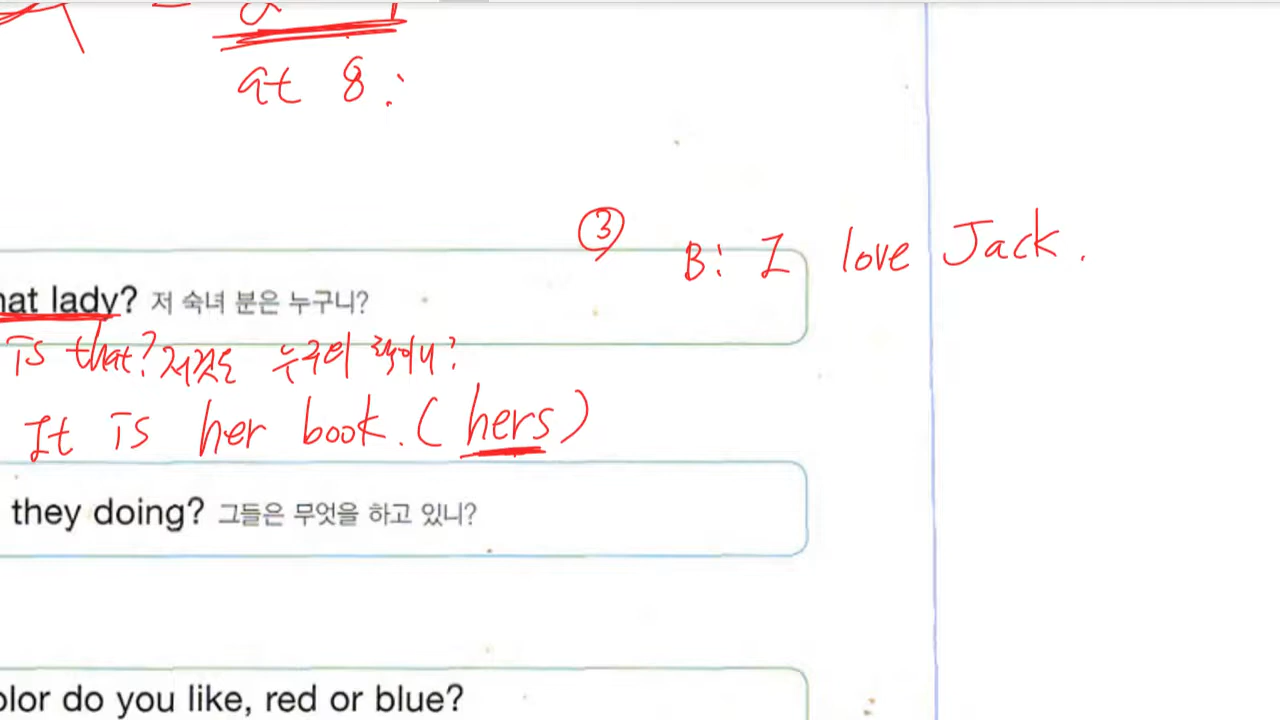 at 8:
③ B: I love Jack.
hat lady? 저 숙녀 분은 누구니?
is that? 저것은 누구의 책이니?
It is her book. (hers)
they doing? 그들은 무엇을 하고 있니?
olor do you like, red or blue?